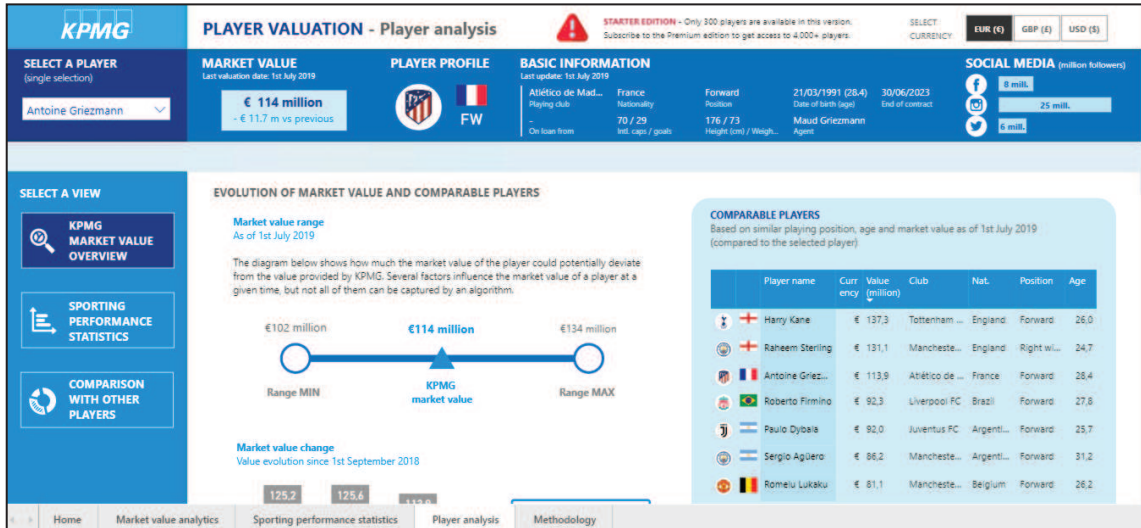 KPMG
PLAYER VALUATION - Player analysis
STARTER EDITION - Only 300 players are available in this version.
Subscribe to the Premium edition to get access to 4,000+ players.
SELECT CURRENCY
EUR (€) GBP (£) USD ($)
SELECT A PLAYER
(single selection)
Antoine Griezmann
MARKET VALUE
Last valuation date: 1st July 2019
€ 114 million
- € 11.7 m vs previous
PLAYER PROFILE
FW
BASIC INFORMATION
Last update: 1st July 2019
Atlético de Mad... France Forward 21/03/1991 (28.4) 30/06/2023
Playing club Nationality Position Date of birth (age) End of contract
- 70 / 29 176 / 73 Maud Griezmann
On loan from Intl. caps / goals Height (cm) / Weigh... Agent
SOCIAL MEDIA (million followers)
8 mill.
25 mill.
6 mill.
SELECT A VIEW
KPMG
MARKET VALUE
OVERVIEW
SPORTING
PERFORMANCE
STATISTICS
COMPARISON
WITH OTHER
PLAYERS
EVOLUTION OF MARKET VALUE AND COMPARABLE PLAYERS
Market value range
As of 1st July 2019
The diagram below shows how much the market value of the player could potentially deviate
from the value provided by KPMG. Several factors influence the market value of a player at a
given time, but not all of them can be captured by an algorithm.
€102 million €114 million €134 million
Range MIN KPMG market value Range MAX
Market value change
Value evolution since 1st September 2018
125,2 125,6
COMPARABLE PLAYERS
Based on similar playing position, age and market value as of 1st July 2019
(compared to the selected player)
Player name Curr ency Value (million) Club Nat. Position Age
Harry Kane € 137,3 Tottenham ... England Forward 26,0
Raheem Sterling € 131,1 Mancheste... England Right wi... 24,7
Antoine Griez... € 113,9 Atlético de ... France Forward 28,4
Roberto Firmino € 92,3 Liverpool FC Brazil Forward 27,8
Paulo Dybala € 92,0 Juventus FC Argenti... Forward 25,7
Sergio Agüero € 86,2 Mancheste... Argenti... Forward 31,2
Romelu Lukaku € 81,1 Mancheste... Belgium Forward 26,2
Home Market value analytics Sporting performance statistics Player analysis Methodology